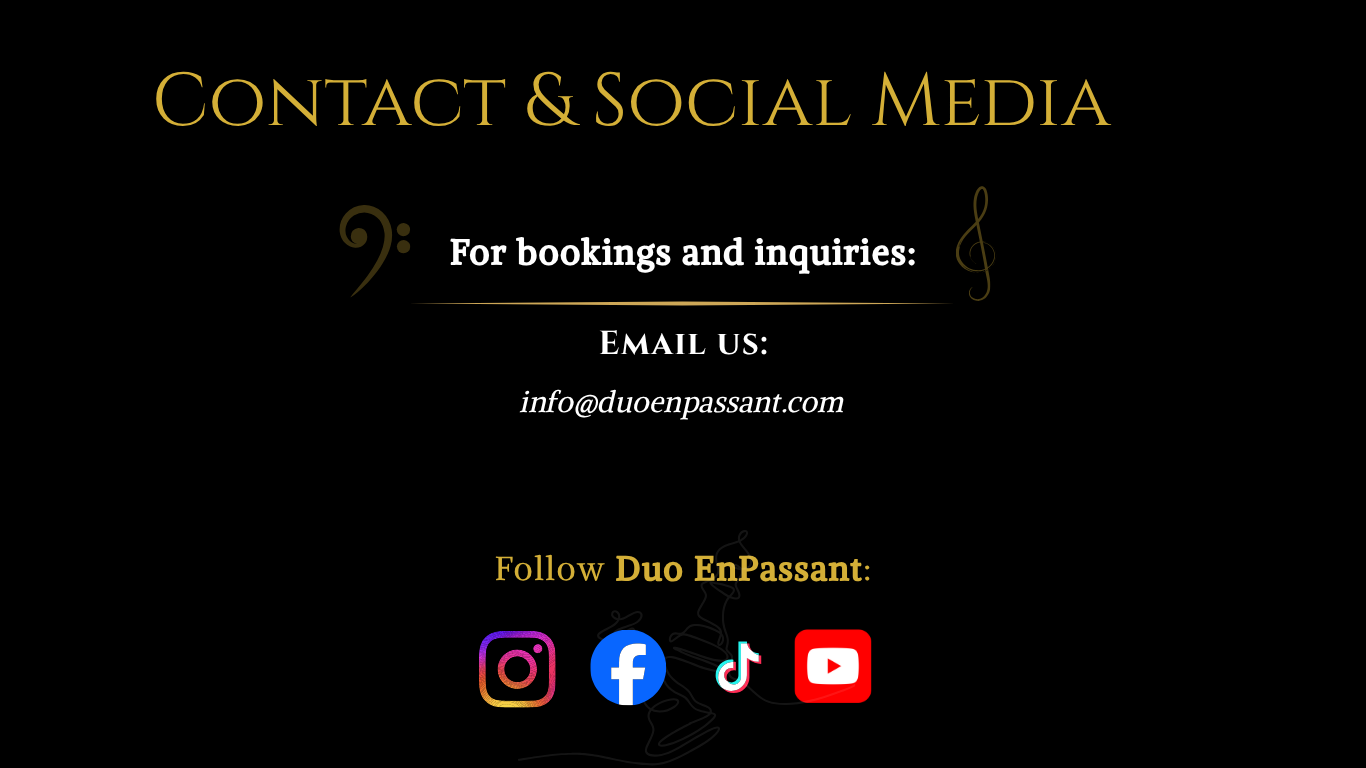 Contact & Social Media
For bookings and inquiries:
Email us:
info@duoenpassant.com
Follow Duo EnPassant: